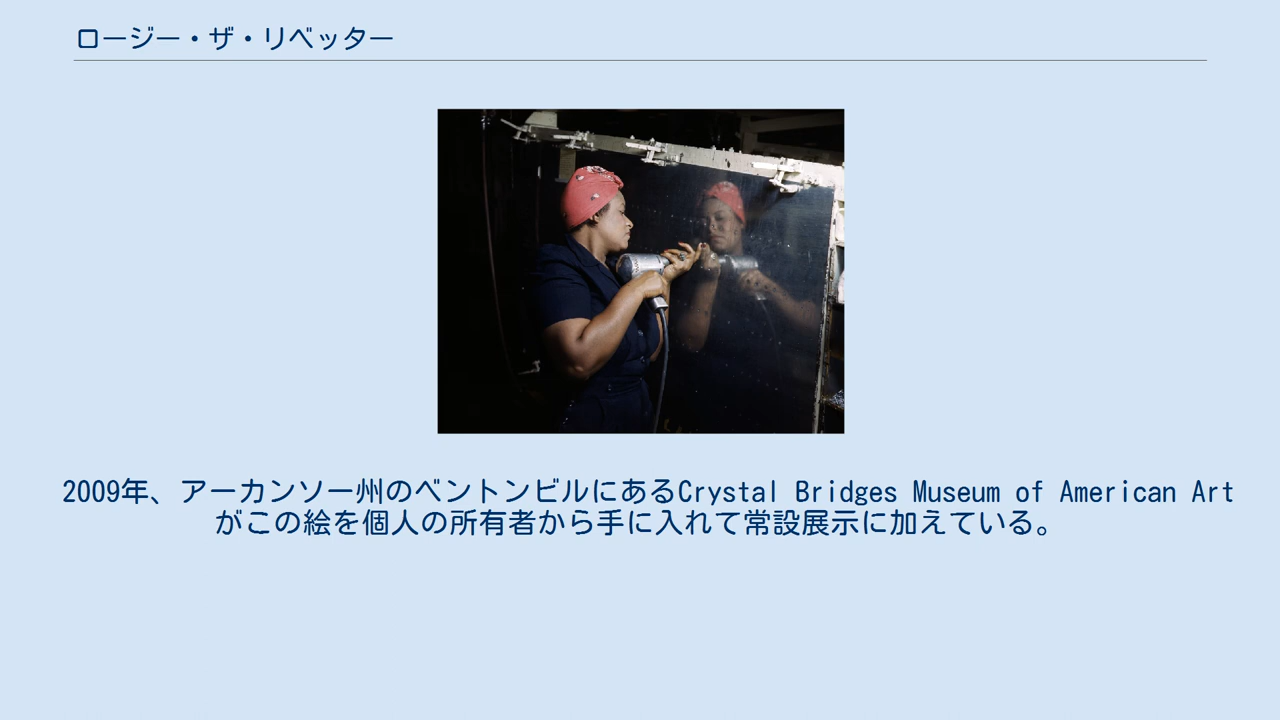 ロージー・ザ・リベッター
2009年、アーカンソー州のベントンビルにあるCrystal Bridges Museum of American Art
がこの絵を個人の所有者から手に入れて常設展示に加えている。